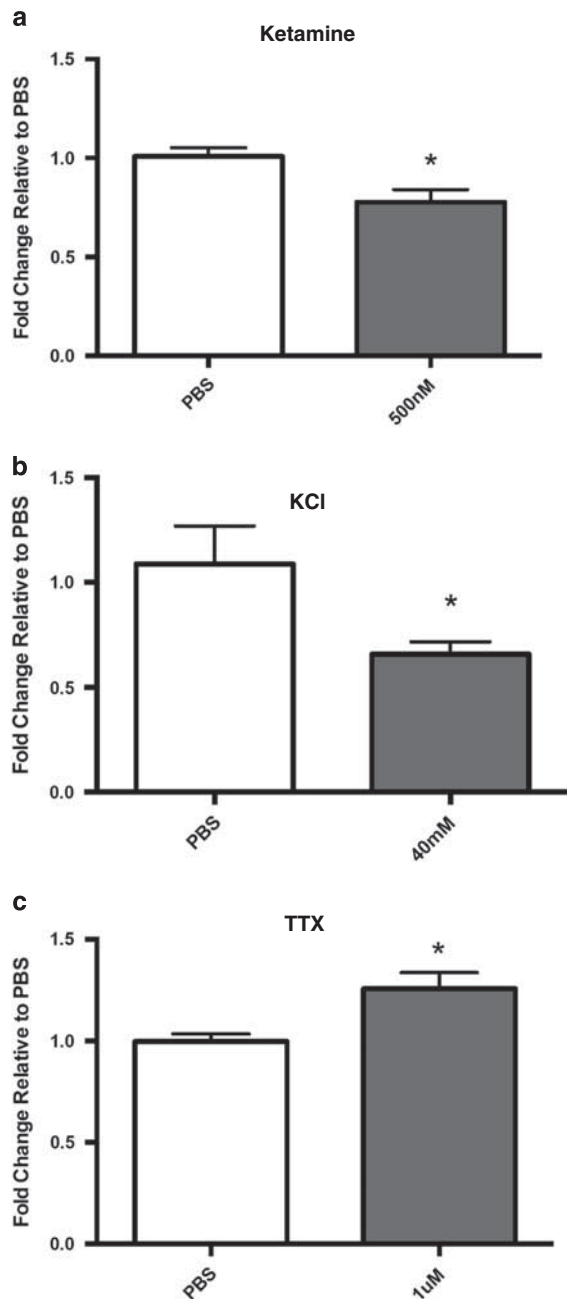 a
Ketamine
Fold Change Relative to PBS
1.5
1.0
0.5
0.0
*
PBS
500nM
b
KCl
Fold Change Relative to PBS
1.5
1.0
0.5
0.0
*
PBS
40mM
c
TTX
Fold Change Relative to PBS
1.5
1.0
0.5
0.0
*
PBS
1uM